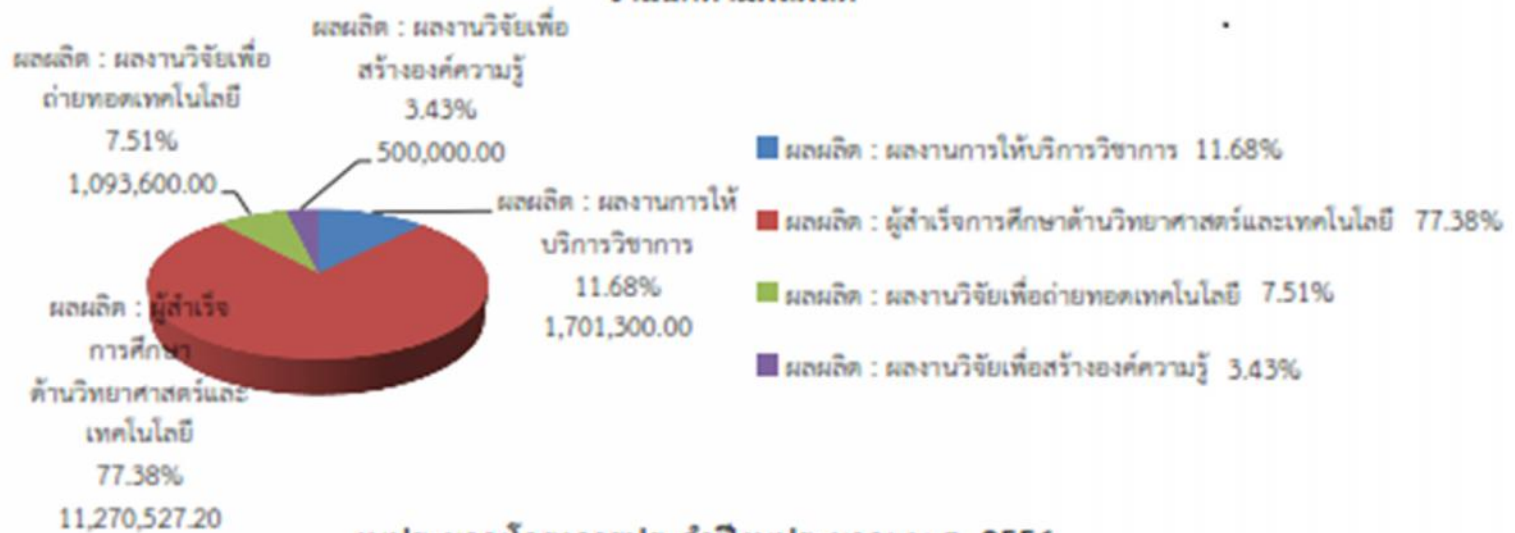 ผลผลิต : ผลงานวิจัยเพื่อ
สร้างองค์ความรู้
3.43%
500,000.00
ผลผลิต : ผลงานวิจัยเพื่อ
ถ่ายทอดเทคโนโลยี
7.51%
1,093,600.00
ผลผลิต : ผลงานการให้
บริการวิชาการ
11.68%
1,701,300.00
ผลผลิต : ผู้สำเร็จ
การศึกษา
ด้านวิทยาศาสตร์และ
เทคโนโลยี
77.38%
11,270,527.20
ผลผลิต : ผลงานการให้บริการวิชาการ 11.68%
ผลผลิต : ผู้สำเร็จการศึกษาด้านวิทยาศาสตร์และเทคโนโลยี 77.38%
ผลผลิต : ผลงานวิจัยเพื่อถ่ายทอดเทคโนโลยี 7.51%
ผลผลิต : ผลงานวิจัยเพื่อสร้างองค์ความรู้ 3.43%